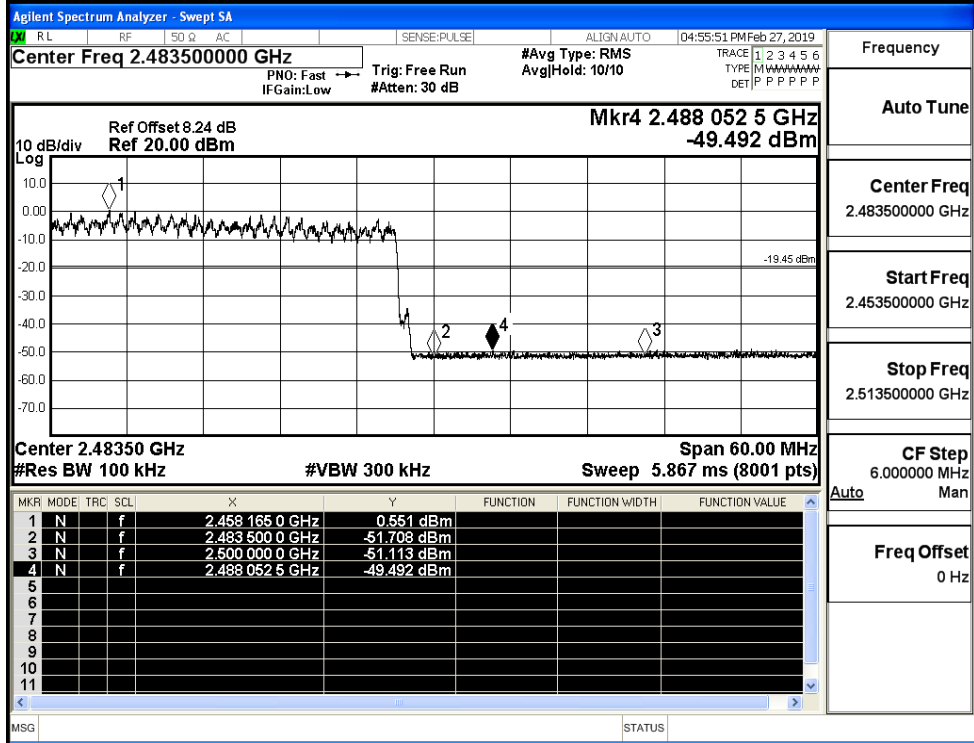 Agilent Spectrum Analyzer - Swept SA
LXI RL RF 50 Ω AC SENSE:PULSE ALIGN AUTO 04:55:51 PM Feb 27, 2019
Center Freq 2.483500000 GHz
PNO: Fast
IFGain:Low
Trig: Free Run
#Atten: 30 dB
#Avg Type: RMS
Avg|Hold: 10/10
TRACE 1 2 3 4 5 6
TYPE M WWWWW
DET P P P P P P
Ref Offset 8.24 dB
10 dB/div Ref 20.00 dBm
Log
Mkr4 2.488 052 5 GHz
-49.492 dBm
10.0
0.00
-10.0
-20.0
-30.0
-40.0
-50.0
-60.0
-70.0
1
2
4
3
-19.45 dBm
Center 2.48350 GHz Span 60.00 MHz
#Res BW 100 kHz #VBW 300 kHz Sweep 5.867 ms (8001 pts)
MKR MODE TRC SCL X Y FUNCTION FUNCTION WIDTH FUNCTION VALUE
1 N f 2.458 165 0 GHz 0.551 dBm
2 N f 2.483 500 0 GHz -51.708 dBm
3 N f 2.500 000 0 GHz -51.113 dBm
4 N f 2.488 052 5 GHz -49.492 dBm
5
6
7
8
9
10
11
MSG STATUS
Frequency
Auto Tune
Center Freq
2.483500000 GHz
Start Freq
2.453500000 GHz
Stop Freq
2.513500000 GHz
CF Step
6.000000 MHz
Auto Man
Freq Offset
0 Hz